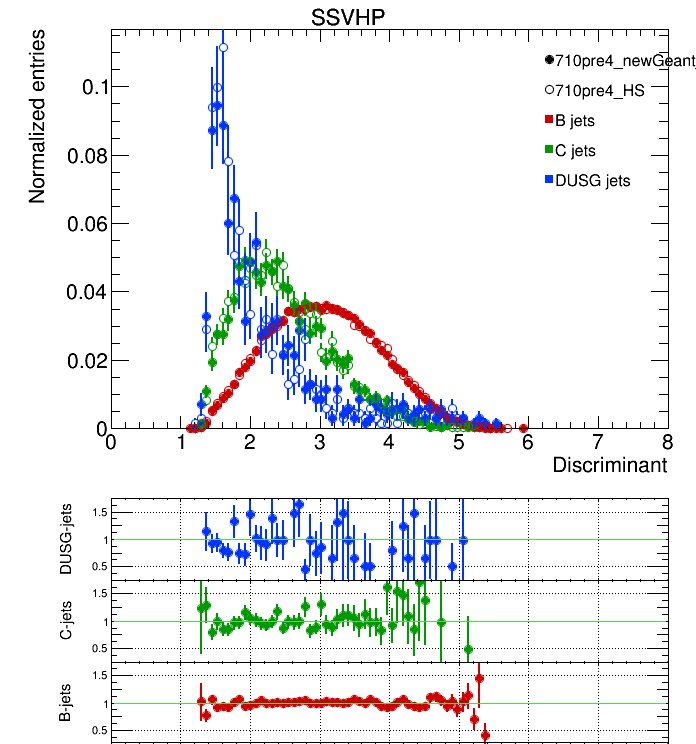 SSVHP
Normalized entries
0.1
0.08
0.06
0.04
0.02
0
710pre4_newGeant
710pre4_HS
B jets
C jets
DUSG jets
0 1 2 3 4 5 6 7 8
Discriminant
DUSG-jets
1.5
1
0.5
C-jets
1.5
1
0.5
B-jets
1.5
1
0.5